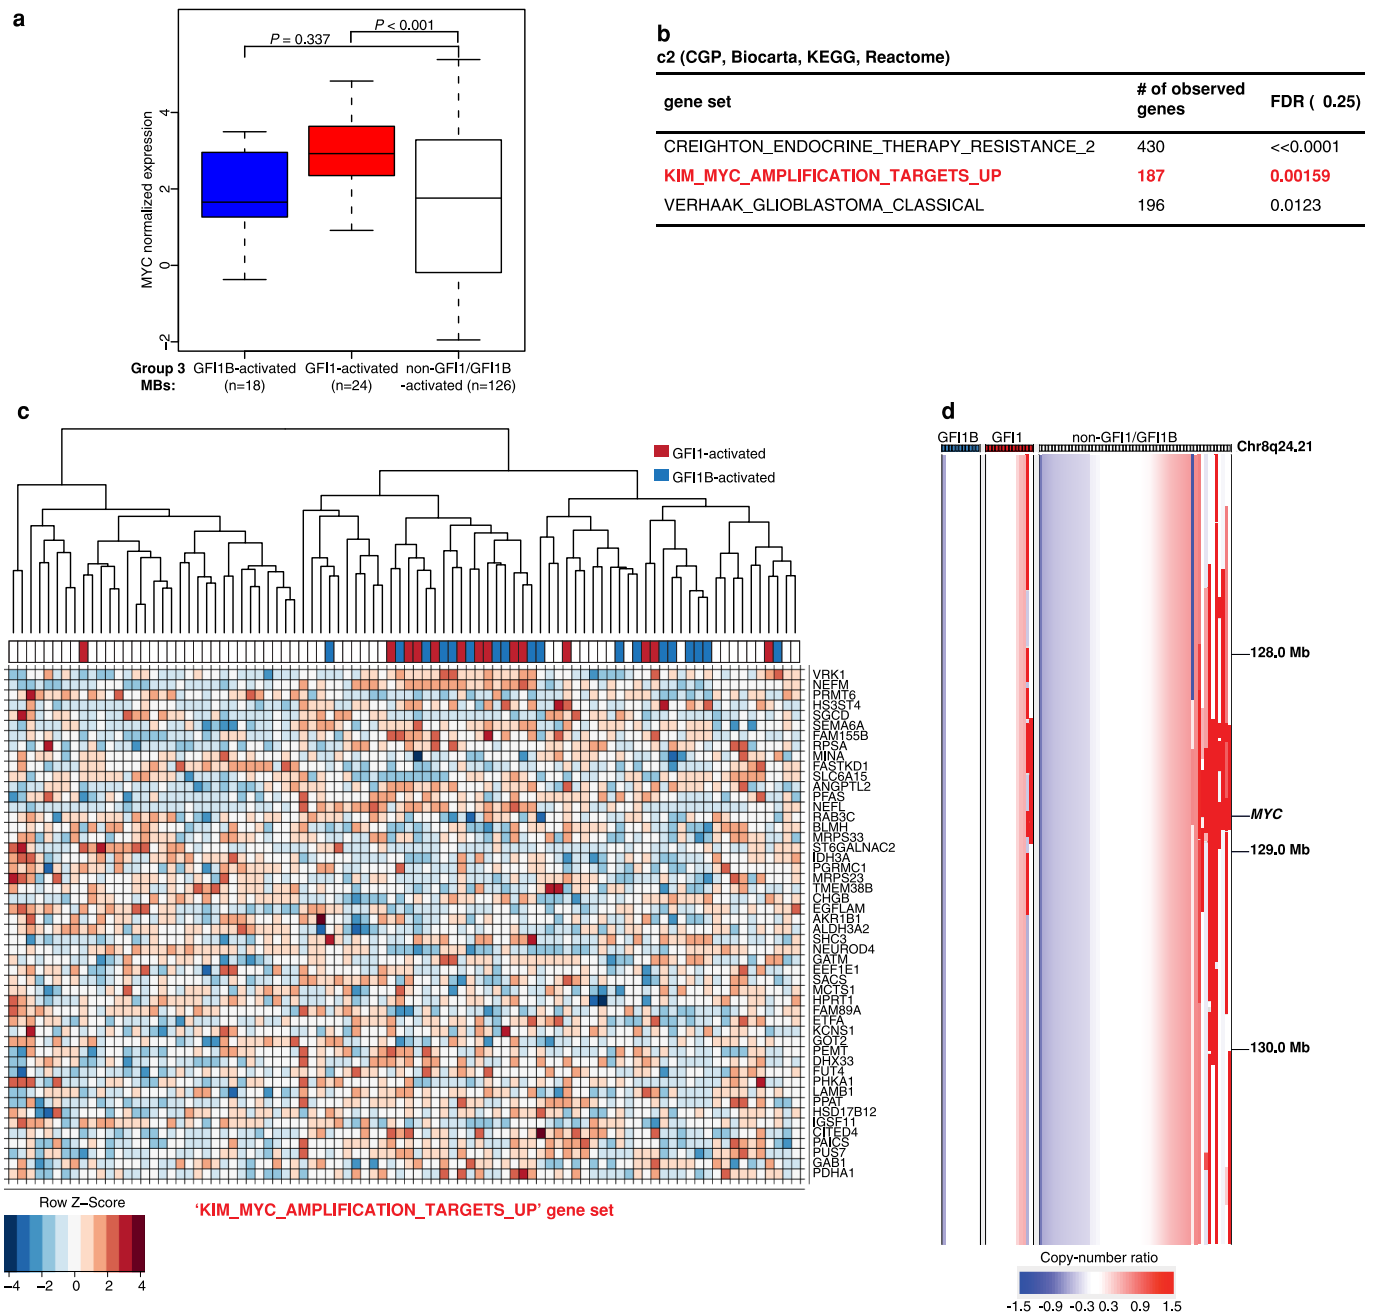 a
P < 0.001
P = 0.337
MYC normalized expression
4
2
0
−2
Group 3 MBs:
GFI1B-activated (n=18)
GFI1-activated (n=24)
non-GFI1/GFI1B -activated (n=126)
b
c2 (CGP, Biocarta, KEGG, Reactome)
gene set # of observed genes FDR ( 0.25)
CREIGHTON_ENDOCRINE_THERAPY_RESISTANCE_2 430 <<0.0001
KIM_MYC_AMPLIFICATION_TARGETS_UP 187 0.00159
VERHAAK_GLIOBLASTOMA_CLASSICAL 196 0.0123
c
GFI1-activated
GFI1B-activated
VRK1
NEFM
PRMT6
HS3ST4
SGCD
SEMA6A
FAM155B
RPSA
MINA
FASTKD1
SLC6A15
ANGPTL2
PFAS
NEFL
RAB3C
BLMH
MRPS33
ST6GALNAC2
IDH3A
PGRMC1
MRPS23
TMEM38B
CHGB
EGFLAM
AKR1B1
ALDH3A2
SHC3
NEUROD4
GATM
EEF1E1
SACS
MCTS1
HPRT1
FAM89A
ETFA
KCNS1
GOT2
PEMT
DHX33
FUT4
PHKA1
LAMB1
PPAT
HSD17B12
IGSF11
CITED4
PAICS
PUS7
GAB1
PDHA1
Row Z−Score
−4 −2 0 2 4
'KIM_MYC_AMPLIFICATION_TARGETS_UP' gene set
d
GFI1B GFI1 non-GFI1/GFI1B
Chr8q24.21
128.0 Mb
MYC
129.0 Mb
130.0 Mb
Copy-number ratio
-1.5 -0.9 -0.3 0.3 0.9 1.5